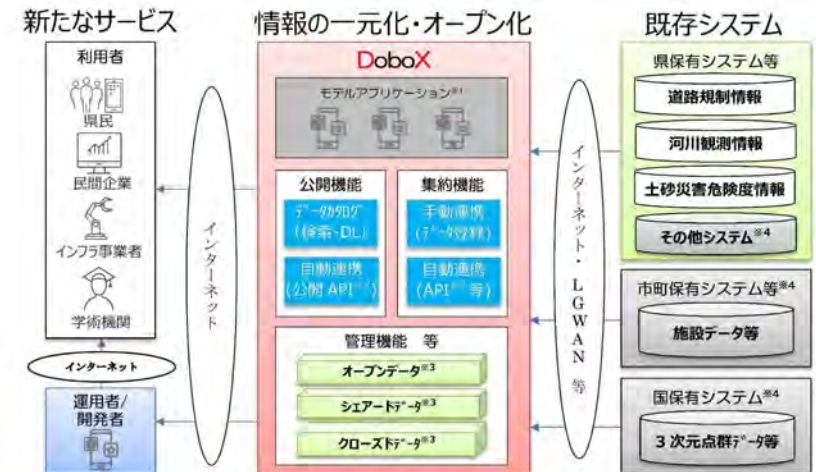 新たなサービス
情報の一元化・オープン化
既存システム
利用者
県民
民間企業
インフラ事業者
学術機関
インターネット
運用者/
開発者
インターネット
DoboX
モデルアプリケーション※1
公開機能
データカタログ
(検索・DL)
自動連携
(公開API※2)
集約機能
手動連携
(データ登録)
自動連携
(API※2等)
管理機能 等
オープンデータ※3
シェアードデータ※3
クローズドデータ※3
インターネット・LGWAN 等
県保有システム等
道路規制情報
河川観測情報
土砂災害危険度情報
その他システム※4
市町保有システム等※4
施設データ等
国保有システム※4
3次元点群データ等